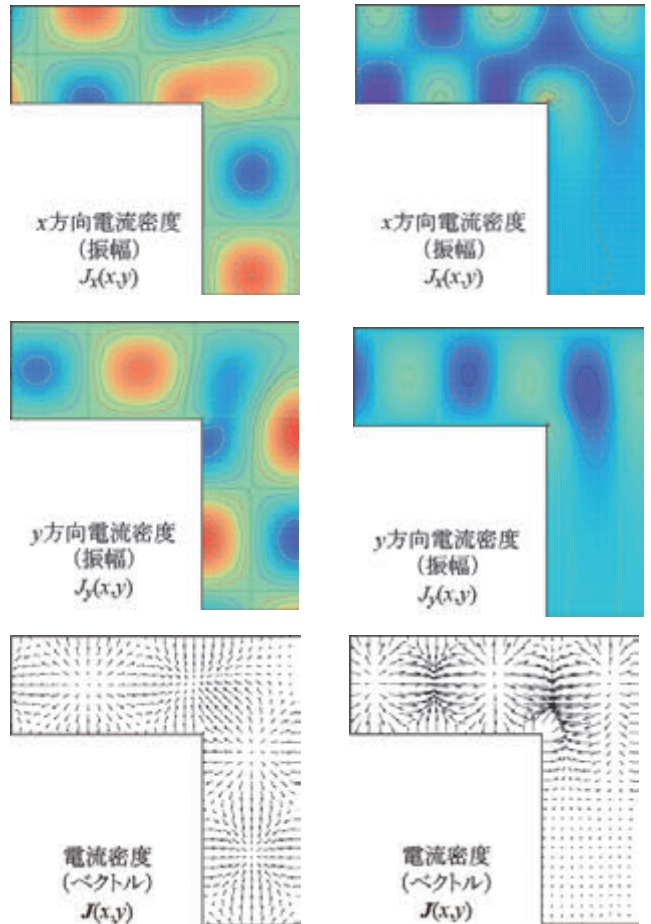 x方向電流密度
(振幅)
Jx(x,y)
x方向電流密度
(振幅)
Jx(x,y)
y方向電流密度
(振幅)
Jy(x,y)
y方向電流密度
(振幅)
Jy(x,y)
電流密度
(ベクトル)
J(x,y)
電流密度
(ベクトル)
J(x,y)